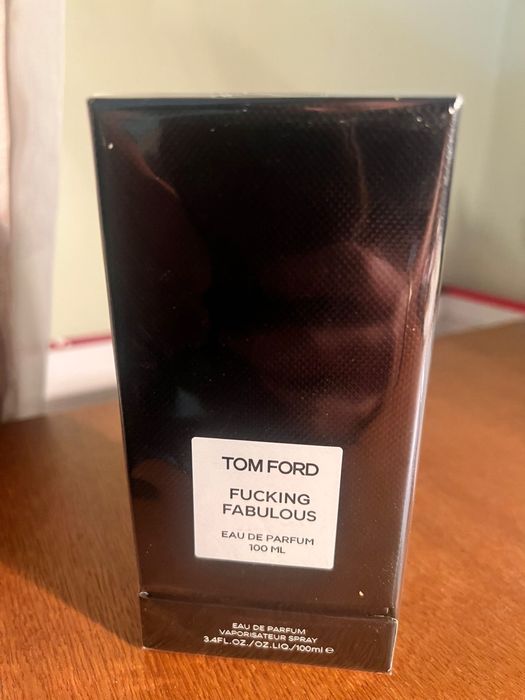 TOM FORD
FUCKING
FABULOUS
EAU DE PARFUM
100 ML
EAU DE PARFUM
VAPORISATEUR SPRAY
3.4FL.OZ./OZ.LIQ./100ml ℮